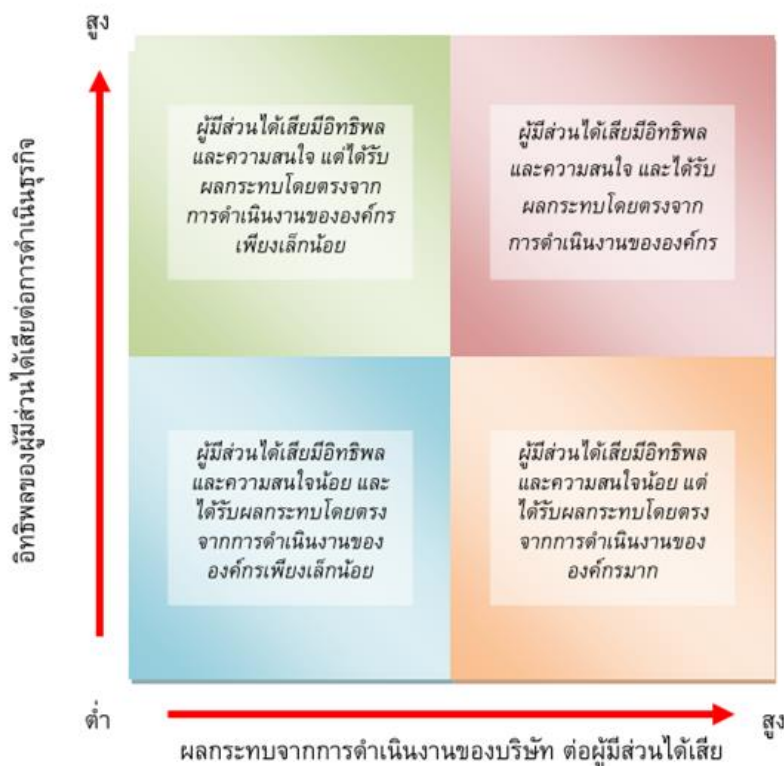 สูง
อิทธิพลของผู้มีส่วนได้เสียต่อการดำเนินธุรกิจ
ผู้มีส่วนได้เสียมีอิทธิพล
และความสนใจ แต่ได้รับ
ผลกระทบโดยตรงจาก
การดำเนินงานขององค์กร
เพียงเล็กน้อย
ผู้มีส่วนได้เสียมีอิทธิพล
และความสนใจ และได้รับ
ผลกระทบโดยตรงจาก
การดำเนินงานขององค์กร
ผู้มีส่วนได้เสียมีอิทธิพล
และความสนใจน้อย และ
ได้รับผลกระทบโดยตรง
จากการดำเนินงานของ
องค์กรเพียงเล็กน้อย
ผู้มีส่วนได้เสียมีอิทธิพล
และความสนใจน้อย แต่
ได้รับผลกระทบโดยตรง
จากการดำเนินงานของ
องค์กรมาก
ต่ำ
สูง
ผลกระทบจากการดำเนินงานของบริษัท ต่อผู้มีส่วนได้เสีย